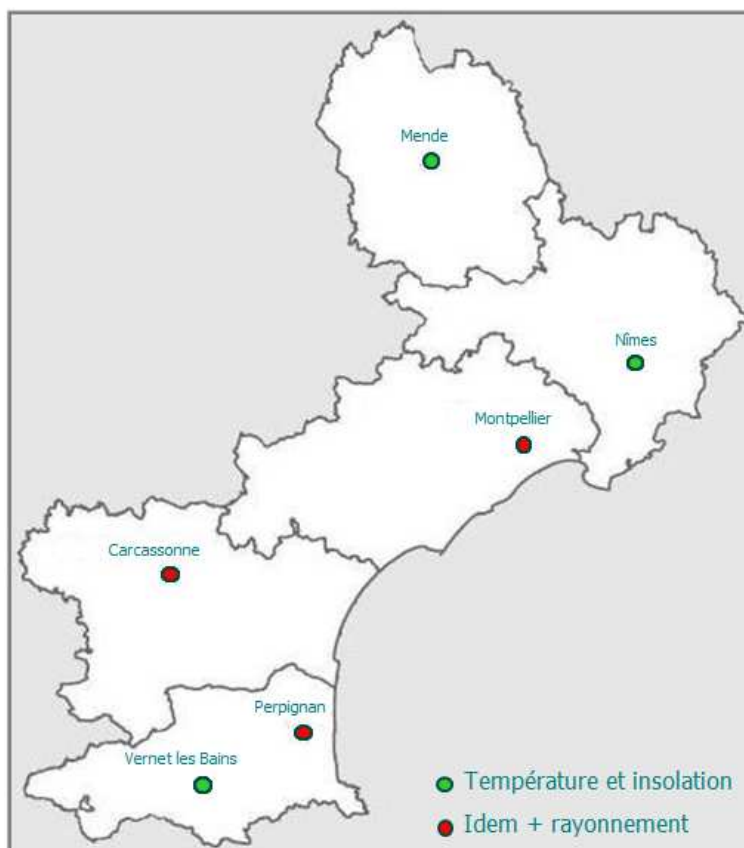 Mende
Nîmes
Montpellier
Carcassonne
Perpignan
Vernet les Bains
Température et insolation
Idem + rayonnement